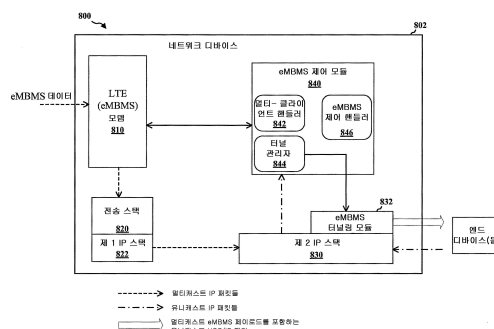 800
802
네트워크 디바이스
eMBMS 데이터
LTE
(eMBMS)
모뎀
810
eMBMS 제어 모듈
840
멀티- 클라이
언트 핸들러
842
eMBMS
제어 핸들러
846
터널
관리자
844
전송 스택
820
제 1 IP 스택
822
832
eMBMS
터널링 모듈
제 2 IP 스택
830
엔드
디바이스(들
멀티캐스트 IP 패킷들
유니캐스트 IP 패킷들
멀티캐스트 eMBMS 페이로드를 포함하는